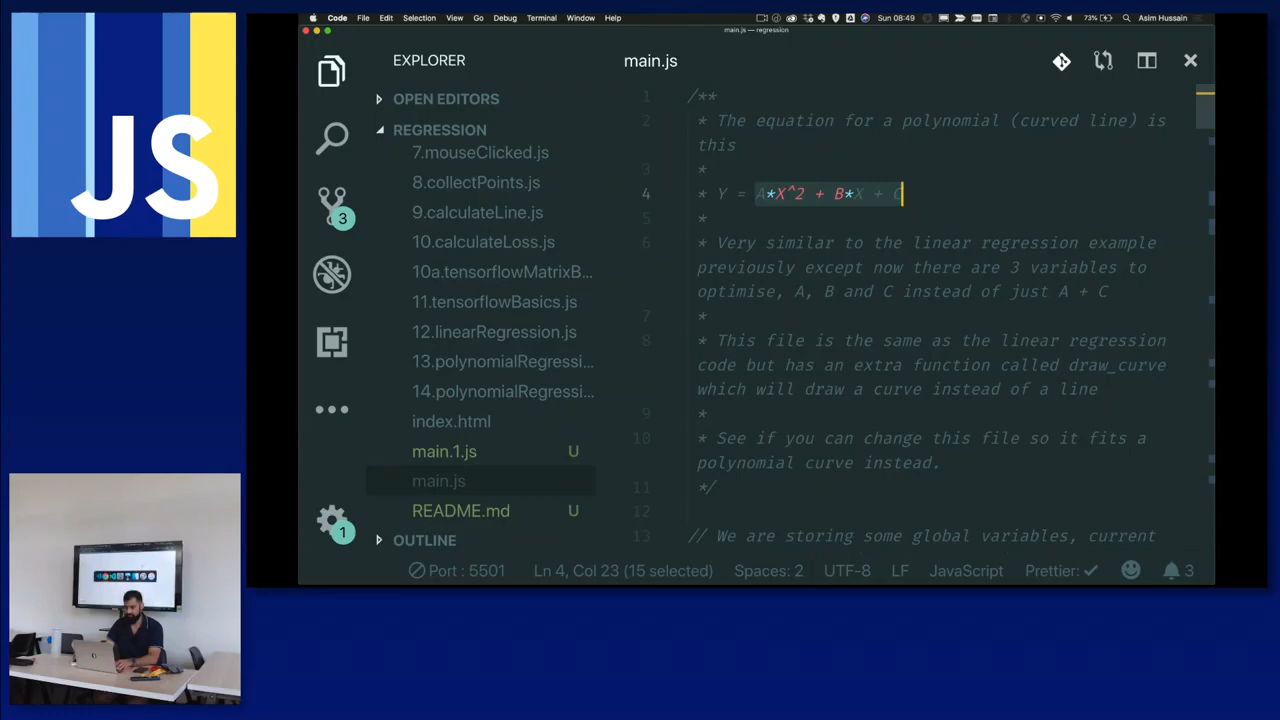 JS
Code File Edit Selection View Go Debug Terminal Window Help
Sun 08:49 73% Asim Hussain
main.js — regression
EXPLORER
OPEN EDITORS
REGRESSION
7.mouseClicked.js
8.collectPoints.js
9.calculateLine.js
10.calculateLoss.js
10a.tensorflowMatrixB...
11.tensorflowBasics.js
12.linearRegression.js
13.polynomialRegressi...
14.polynomialRegressi...
index.html
main.1.js U
main.js
README.md U
OUTLINE
3
1
main.js
1 /**
2 * The equation for a polynomial (curved line) is
this
3 *
4 * Y = A*X^2 + B*X + C
5 *
6 * Very similar to the linear regression example
previously except now there are 3 variables to
optimise, A, B and C instead of just A + C
7 *
8 * This file is the same as the linear regression
code but has an extra function called draw_curve
which will draw a curve instead of a line
9 *
10 * See if you can change this file so it fits a
polynomial curve instead.
11 */
12
13 // We are storing some global variables, current
Port : 5501 Ln 4, Col 23 (15 selected) Spaces: 2 UTF-8 LF JavaScript Prettier: ✓ 3